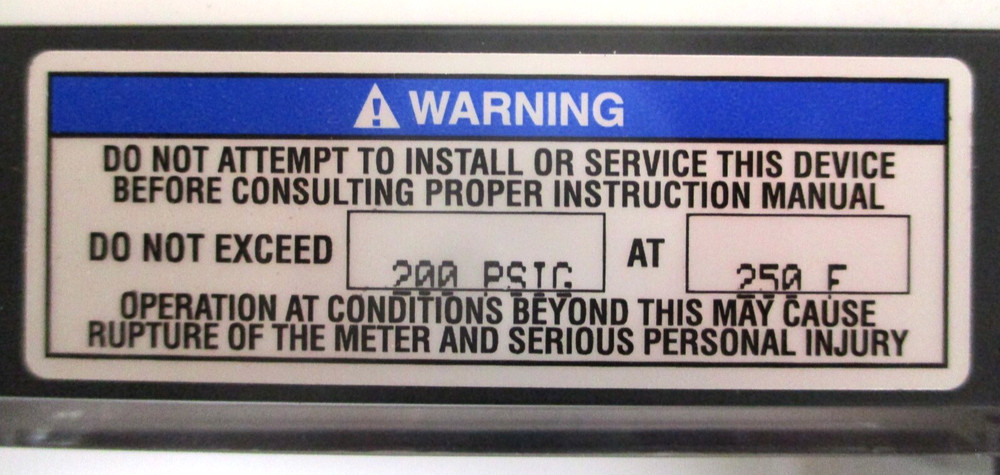 WARNING
DO NOT ATTEMPT TO INSTALL OR SERVICE THIS DEVICE
BEFORE CONSULTING PROPER INSTRUCTION MANUAL
DO NOT EXCEED 200 PSIG AT 250 F
OPERATION AT CONDITIONS BEYOND THIS MAY CAUSE
RUPTURE OF THE METER AND SERIOUS PERSONAL INJURY